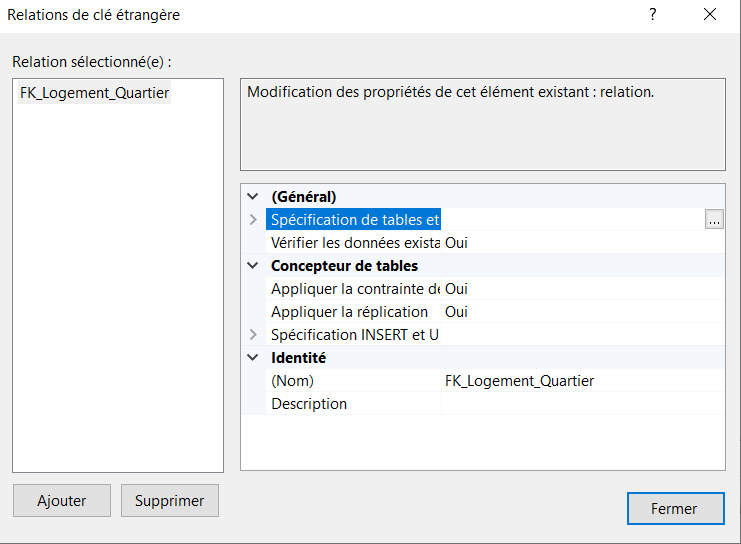 Relations de clé étrangère
Relation sélectionné(e) :
FK_Logement_Quartier
Modification des propriétés de cet élément existant : relation.
(Général)
Spécification de tables et
...
Vérifier les données exista Oui
Concepteur de tables
Appliquer la contrainte de Oui
Appliquer la réplication Oui
Spécification INSERT et U
Identité
(Nom) FK_Logement_Quartier
Description
Ajouter Supprimer
Fermer